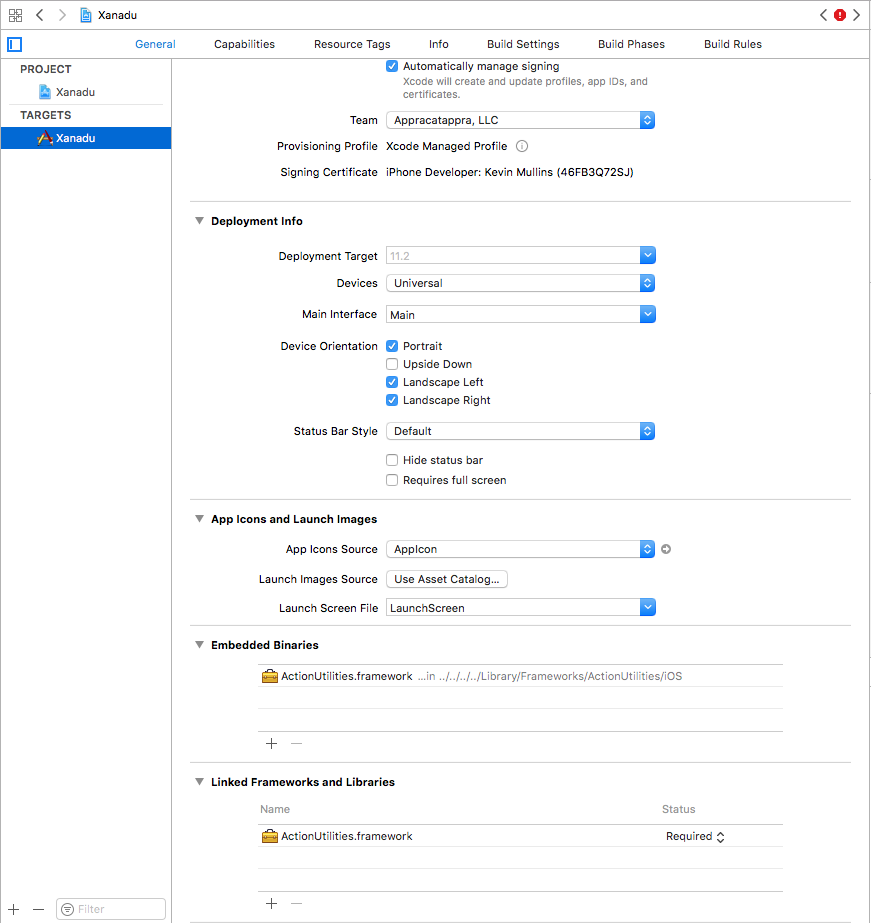 Xanadu
General Capabilities Resource Tags Info Build Settings Build Phases Build Rules
PROJECT
Xanadu
TARGETS
Xanadu
Automatically manage signing
Xcode will create and update profiles, app IDs, and
certificates.
Team Appracatappra, LLC
Provisioning Profile Xcode Managed Profile
Signing Certificate iPhone Developer: Kevin Mullins (46FB3Q72SJ)
Deployment Info
Deployment Target 11.2
Devices Universal
Main Interface Main
Device Orientation Portrait
Upside Down
Landscape Left
Landscape Right
Status Bar Style Default
Hide status bar
Requires full screen
App Icons and Launch Images
App Icons Source AppIcon
Launch Images Source Use Asset Catalog...
Launch Screen File LaunchScreen
Embedded Binaries
ActionUtilities.framework ...in ../../../../Library/Frameworks/ActionUtilities/iOS
Linked Frameworks and Libraries
Name Status
ActionUtilities.framework Required
Filter